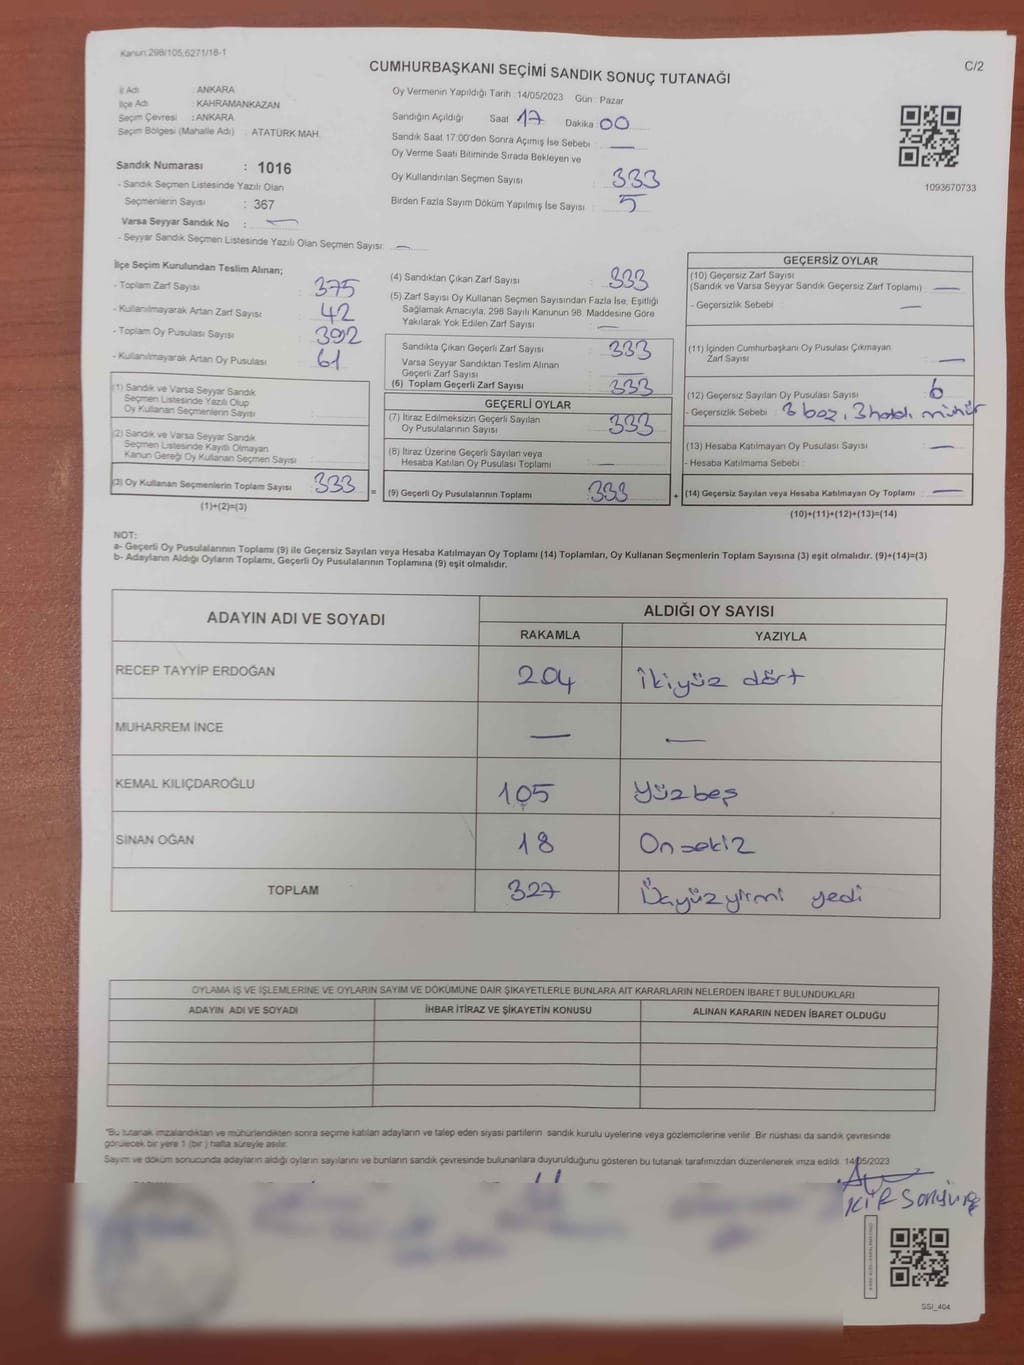 Kanun:298/105,6271/18-1
CUMHURBAŞKANI SEÇİMİ SANDIK SONUÇ TUTANAĞI
C/2
İl Adı : ANKARA
İlçe Adı : KAHRAMANKAZAN
Seçim Çevresi : ANKARA
Seçim Bölgesi (Mahalle Adı) : ATATÜRK MAH.
Oy Vermenin Yapıldığı Tarih : 14/05/2023 Gün : Pazar
Sandığın Açıldığı Saat 17 Dakika 00
Sandık Saat 17:00'den Sonra Açımış İse Sebebi : —
Oy Verme Saati Bitiminde Sırada Bekleyen ve
Oy Kullandırılan Seçmen Sayısı : 333
Birden Fazla Sayım Döküm Yapılmış İse Sayısı : 5
1093670733
Sandık Numarası : 1016
- Sandık Seçmen Listesinde Yazılı Olan
Seçmenlerin Sayısı : 367
Varsa Seyyar Sandık No : —
- Seyyar Sandık Seçmen Listesinde Yazılı Olan Seçmen Sayısı: —
İlçe Seçim Kurulundan Teslim Alınan;
- Toplam Zarf Sayısı : 375
- Kullanılmayarak Artan Zarf Sayısı : 42
- Toplam Oy Pusulası Sayısı : 392
- Kullanılmayarak Artan Oy Pusulası : 61
(1) Sandık ve Varsa Seyyar Sandık
Seçmen Listesinde Yazılı Olup
Oy Kullanan Seçmenlerin Sayısı :
(2) Sandık ve Varsa Seyyar Sandık
Seçmen Listesinde Kayıtlı Olmayan
Kanun Gereği Oy Kullanan Seçmen Sayısı :
(3) Oy Kullanan Seçmenlerin Toplam Sayısı : 333 =
(1)+(2)=(3)
(4) Sandıktan Çıkan Zarf Sayısı : 333
(5) Zarf Sayısı Oy Kullanan Seçmen Sayısından Fazla İse, Eşitliği
Sağlamak Amacıyla, 298 Sayılı Kanunun 98. Maddesine Göre
Yakılarak Yok Edilen Zarf Sayısı : —
Sandıkta Çıkan Geçerli Zarf Sayısı : 333
Varsa Seyyar Sandıktan Teslim Alınan
Geçerli Zarf Sayısı : —
(6) Toplam Geçerli Zarf Sayısı : 333
GEÇERLİ OYLAR
(7) İtiraz Edilmeksizin Geçerli Sayılan
Oy Pusulalarının Sayısı : 333
(8) İtiraz Üzerine Geçerli Sayılan veya
Hesaba Katılan Oy Pusulası Toplamı : —
(9) Geçerli Oy Pusulalarının Toplamı : 333 +
GEÇERSİZ OYLAR
(10) Geçersiz Zarf Sayısı
(Sandık ve Varsa Seyyar Sandık Geçersiz Zarf Toplamı) : —
- Geçersizlik Sebebi : —
(11) İçinden Cumhurbaşkanı Oy Pusulası Çıkmayan
Zarf Sayısı : —
(12) Geçersiz Sayılan Oy Pusulası Sayısı : 6
- Geçersizlik Sebebi : 3 boş, 3 hatalı mühür
(13) Hesaba Katılmayan Oy Pusulası Sayısı : —
- Hesaba Katılmama Sebebi :
(14) Geçersiz Sayılan veya Hesaba Katılmayan Oy Toplamı : —
(10)+(11)+(12)+(13)=(14)
NOT:
a- Geçerli Oy Pusulalarının Toplamı (9) ile Geçersiz Sayılan veya Hesaba Katılmayan Oy Toplamı (14) Toplamları, Oy Kullanan Seçmenlerin Toplam Sayısına (3) eşit olmalıdır. (9)+(14)=(3)
b- Adayların Aldığı Oyların Toplamı, Geçerli Oy Pusulalarının Toplamına (9) eşit olmalıdır.
ADAYIN ADI VE SOYADI
ALDIĞI OY SAYISI
RAKAMLA YAZIYLA
RECEP TAYYİP ERDOĞAN 204 İkiyüz dört
MUHARREM İNCE — —
KEMAL KILIÇDAROĞLU 105 Yüzbeş
SİNAN OĞAN 18 Onsekiz
TOPLAM 327 Üçyüzyirmi yedi
OYLAMA İŞ VE İŞLEMLERİNE VE OYLARIN SAYIM VE DÖKÜMÜNE DAİR ŞİKAYETLERLE BUNLARA AİT KARARLARIN NELERDEN İBARET BULUNDUKLARI
ADAYIN ADI VE SOYADI İHBAR İTİRAZ VE ŞİKAYETİN KONUSU ALINAN KARARIN NEDEN İBARET OLDUĞU
"Bu tutanak imzalandıktan ve mühürlendikten sonra seçime katılan adayların ve talep eden siyasi partilerin sandık kurulu üyelerine veya gözlemcilerine verilir. Bir nüshası da sandık çevresinde
görülecek bir yere 1 (bir ) hafta süreyle asılır.
Sayım ve döküm sonucunda adayların aldığı oyların sayılarını ve bunların sandık çevresinde bulunanlara duyurulduğunu gösteren bu tutanak tarafımızdan düzenlenerek imza edildi. 14/05/2023
SSI_404